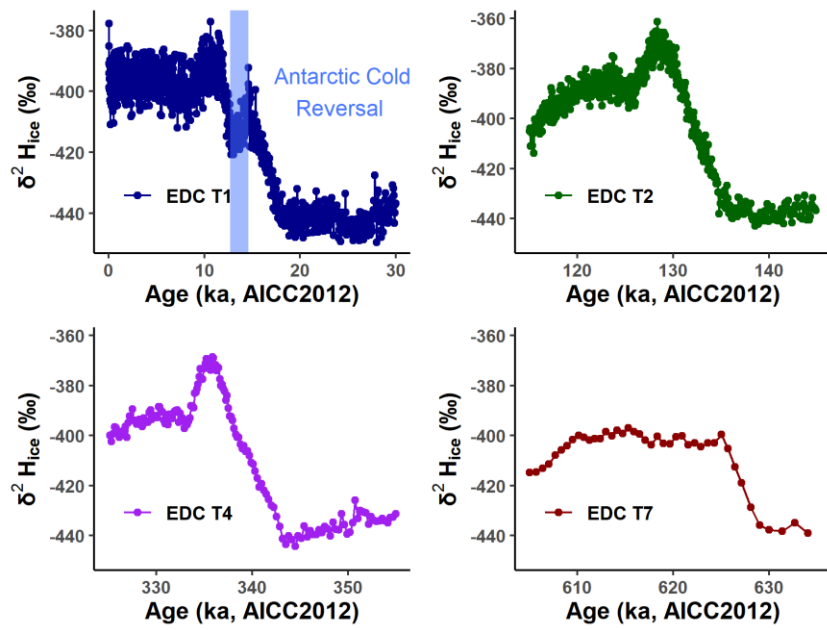 -380
-400
-420
-440
δ² H_ice (‰)
Antarctic Cold
Reversal
EDC T1
0 10 20 30
Age (ka, AICC2012)
-360
-380
-400
-420
-440
δ² H_ice (‰)
EDC T2
120 130 140
Age (ka, AICC2012)
-360
-380
-400
-420
-440
δ² H_ice (‰)
EDC T4
330 340 350
Age (ka, AICC2012)
-360
-380
-400
-420
-440
δ² H_ice (‰)
EDC T7
610 620 630
Age (ka, AICC2012)